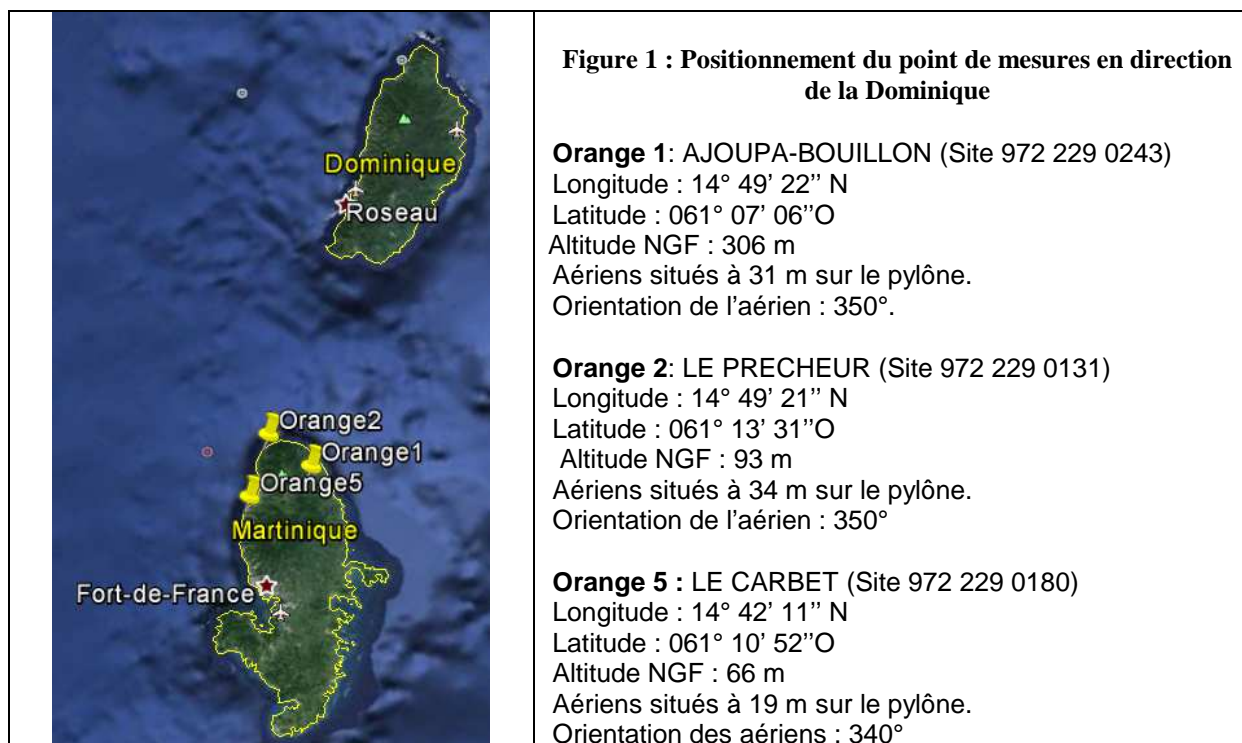 Dominique
Roseau
Orange2
Orange1
Orange5
Martinique
Fort-de-France
Figure 1 : Positionnement du point de mesures en direction
de la Dominique
Orange 1: AJOUPA-BOUILLON (Site 972 229 0243)
Longitude : 14° 49’ 22’’ N
Latitude : 061° 07’ 06’’O
Altitude NGF : 306 m
Aériens situés à 31 m sur le pylône.
Orientation de l’aérien : 350°.
Orange 2: LE PRECHEUR (Site 972 229 0131)
Longitude : 14° 49’ 21’’ N
Latitude : 061° 13’ 31’’O
Altitude NGF : 93 m
Aériens situés à 34 m sur le pylône.
Orientation de l’aérien : 350°
Orange 5 : LE CARBET (Site 972 229 0180)
Longitude : 14° 42’ 11’’ N
Latitude : 061° 10’ 52’’O
Altitude NGF : 66 m
Aériens situés à 19 m sur le pylône.
Orientation des aériens : 340°